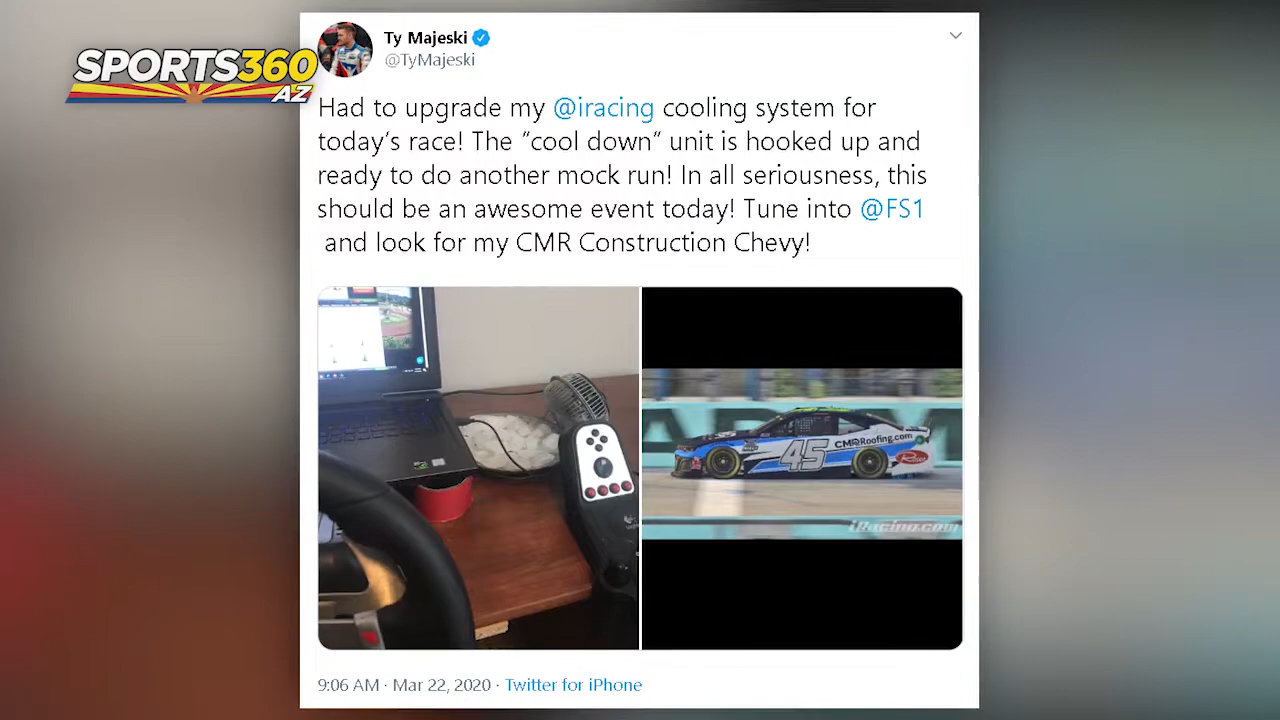 SPORTS360
AZ
Ty Majeski
@TyMajeski
Had to upgrade my @iracing cooling system for
today's race! The “cool down” unit is hooked up and
ready to do another mock run! In all seriousness, this
should be an awesome event today! Tune into @FS1
and look for my CMR Construction Chevy!
45
CMRRoofing.com
iRacing.com
9:06 AM · Mar 22, 2020 · Twitter for iPhone